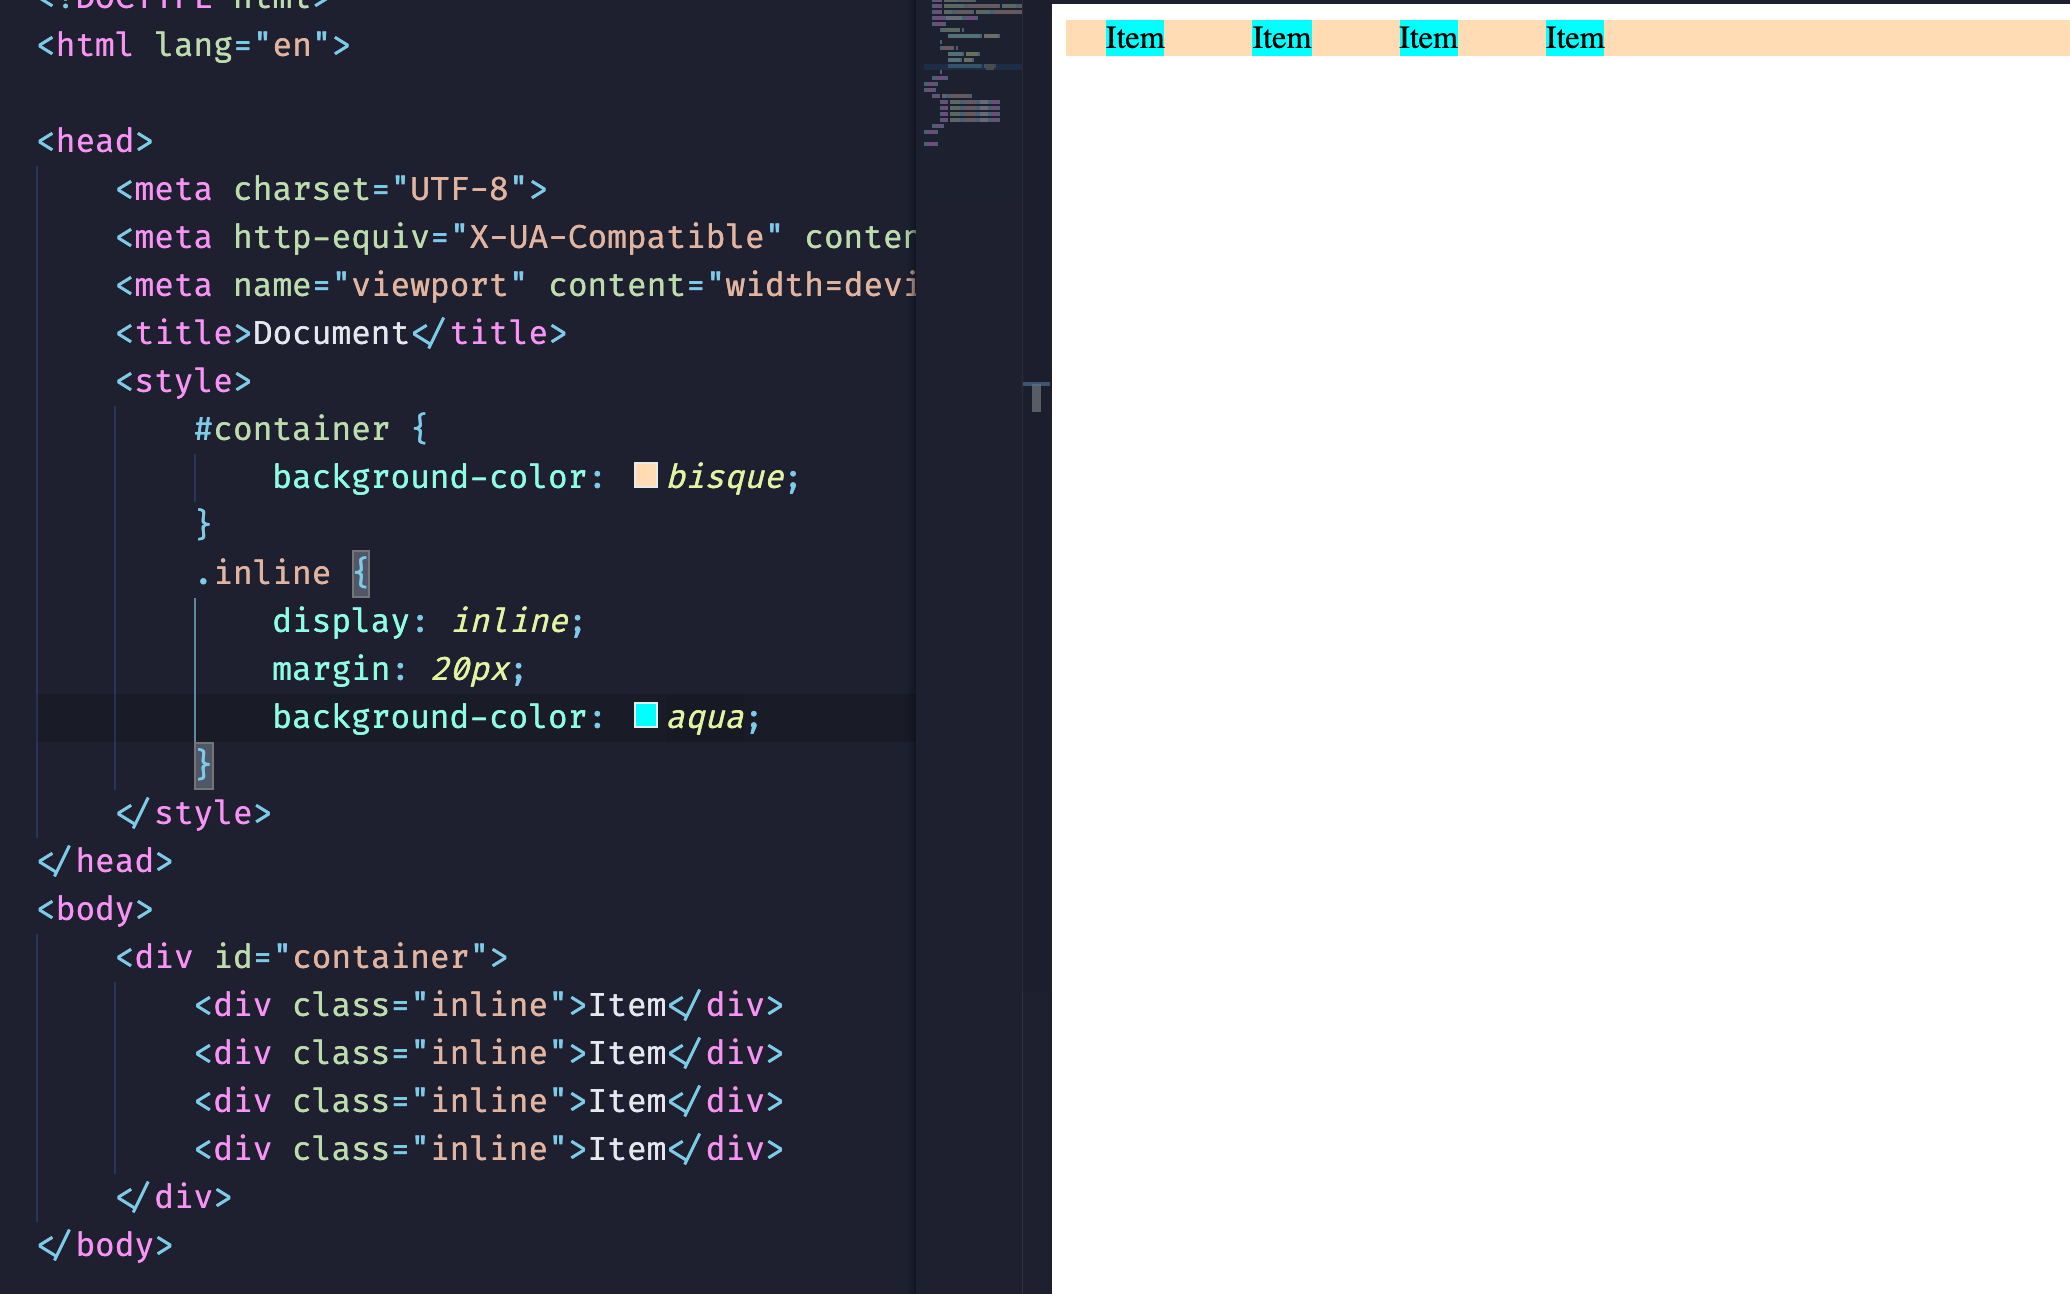 <!DOCTYPE html>
<html lang="en">
<head>
<meta charset="UTF-8">
<meta http-equiv="X-UA-Compatible" conten
<meta name="viewport" content="width=devi
<title>Document</title>
<style>
#container {
background-color: bisque;
}
.inline {
display: inline;
margin: 20px;
background-color: aqua;
}
</style>
</head>
<body>
<div id="container">
<div class="inline">Item</div>
<div class="inline">Item</div>
<div class="inline">Item</div>
<div class="inline">Item</div>
</div>
</body>
Item Item Item Item